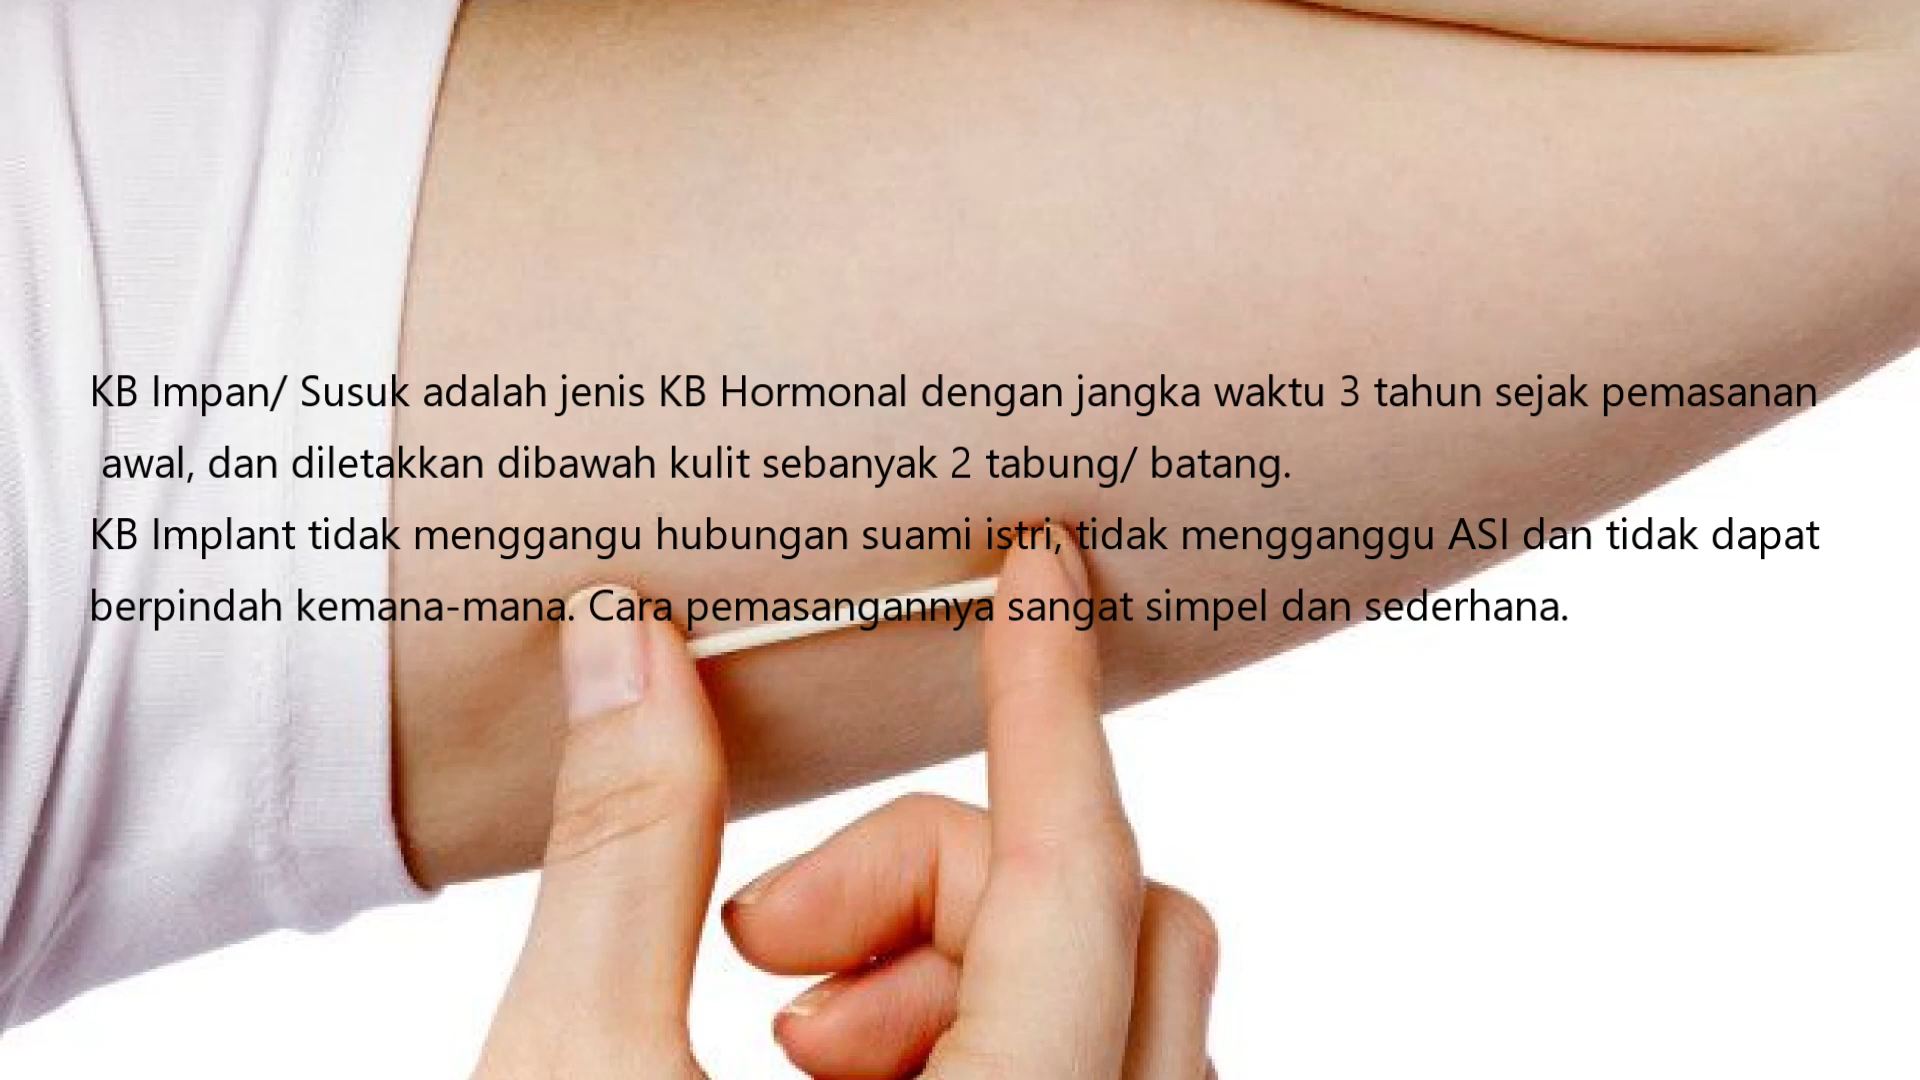 KB Impan/ Susuk adalah jenis KB Hormonal dengan jangka waktu 3 tahun sejak pemasanan
awal, dan diletakkan dibawah kulit sebanyak 2 tabung/ batang.
KB Implant tidak menggangu hubungan suami istri, tidak mengganggu ASI dan tidak dapat
berpindah kemana-mana. Cara pemasangannya sangat simpel dan sederhana.